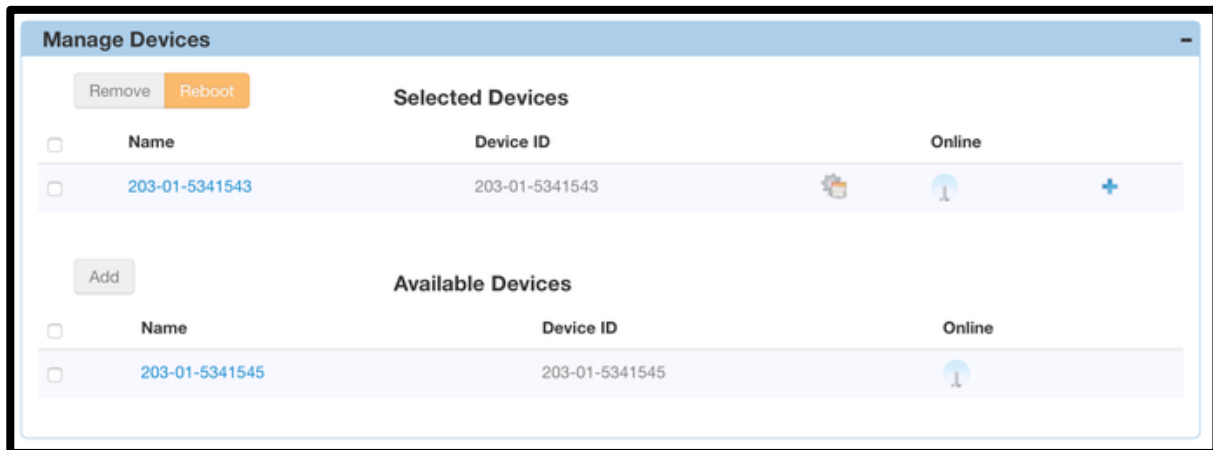 Manage Devices
Remove Reboot Selected Devices
Name Device ID Online
203-01-5341543 203-01-5341543
Add Available Devices
Name Device ID Online
203-01-5341545 203-01-5341545